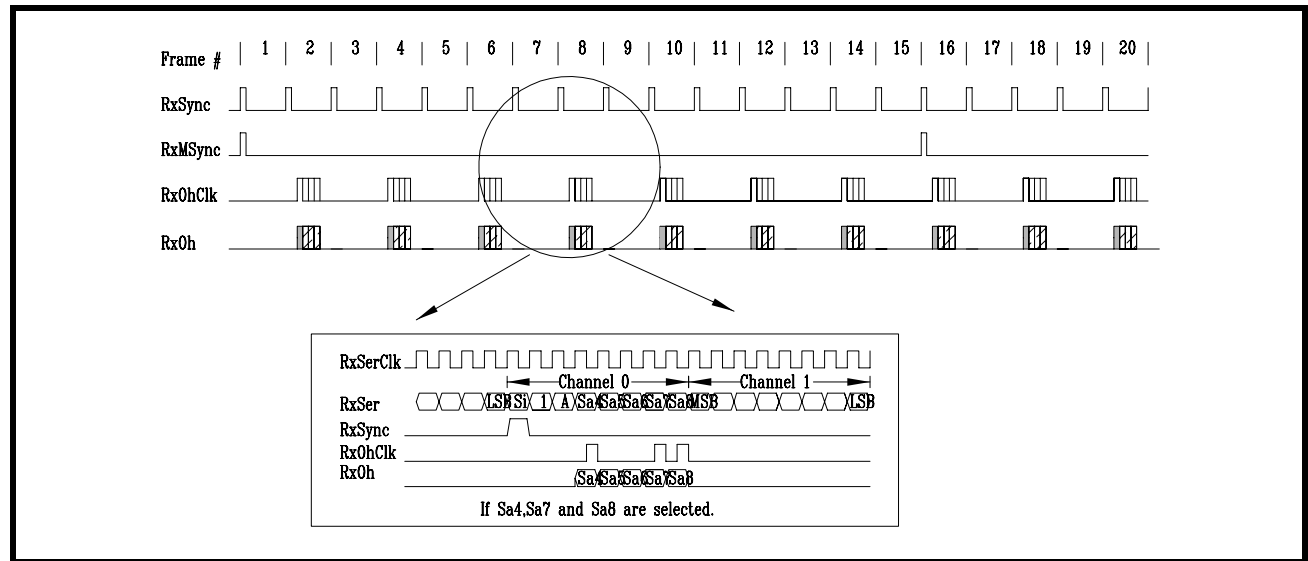 Frame # 1 2 3 4 5 6 7 8 9 10 11 12 13 14 15 16 17 18 19 20
RxSync
RxMSync
RxOhClk
RxOh
RxSerClk
Channel 0 Channel 1
RxSer LSB Si 1 A Sa4 Sa5 Sa6 Sa7 Sa8 MSB LSB
RxSync
RxOhClk
RxOh Sa4 Sa5 Sa6 Sa7 Sa8
If Sa4,Sa7 and Sa8 are selected.